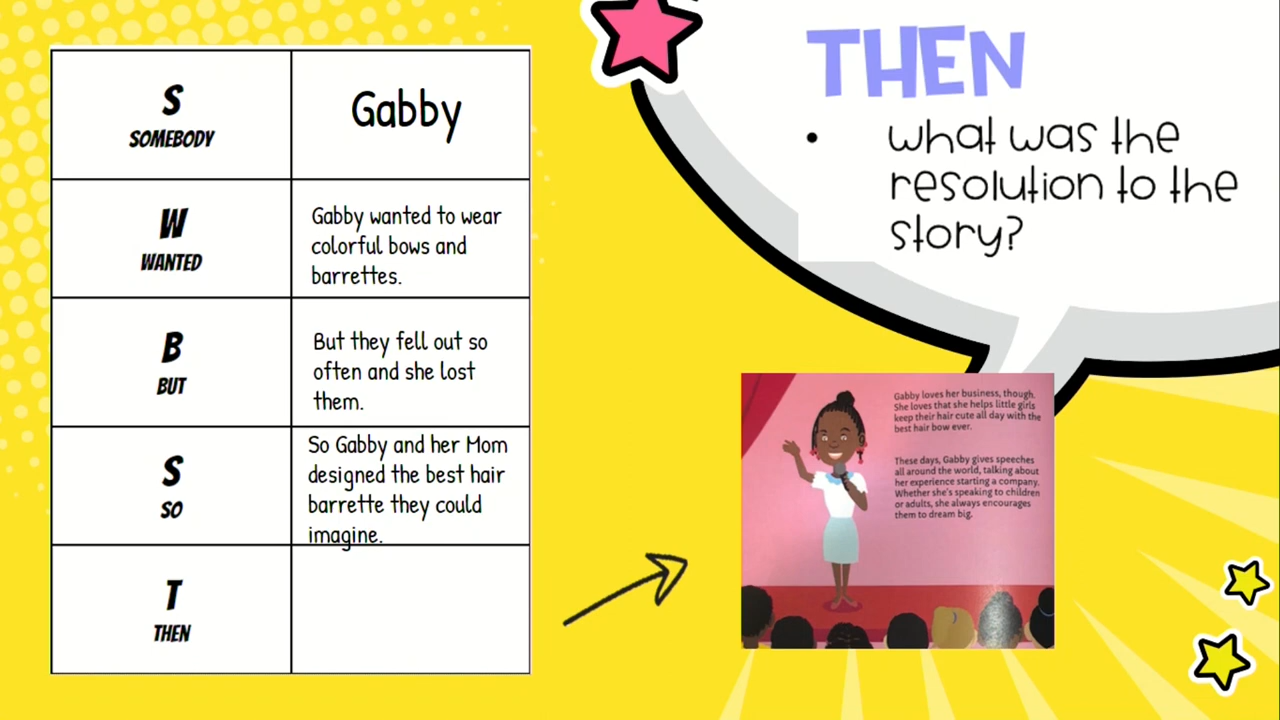 S
SOMEBODY
Gabby
W
WANTED
Gabby wanted to wear
colorful bows and
barrettes.
B
BUT
But they fell out so
often and she lost
them.
S
SO
So Gabby and her Mom
designed the best hair
barrette they could
imagine.
T
THEN
THEN
• what was the
resolution to the
story?
Gabby loves her business, though.
She loves that she helps little girls
keep their hair cute all day with the
best hair bow ever.
These days, Gabby gives speeches
all around the world, talking about
her experience starting a company.
Whether she's speaking to children
or adults, she always encourages
them to dream big.